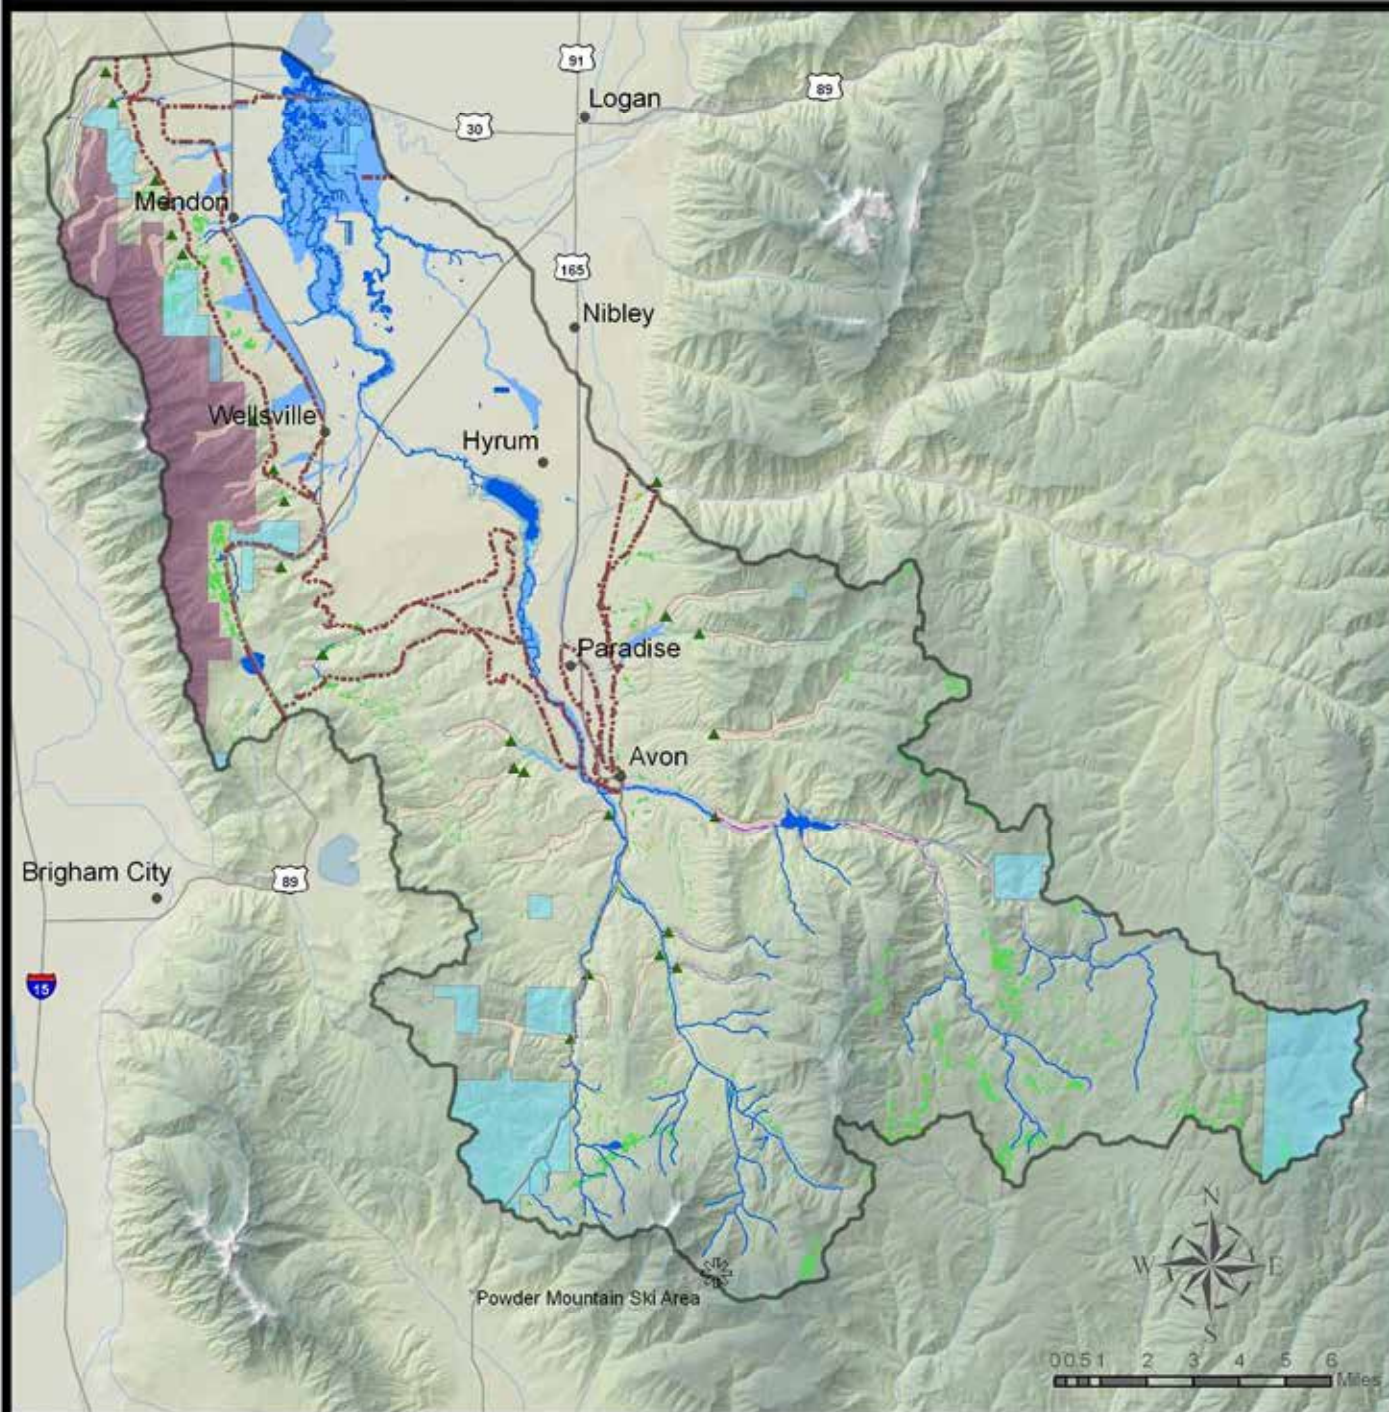 91
89
Logan
30
Mendon
165
Nibley
Wellsville
Hyrum
Paradise
Avon
Brigham City
89
15
N
W E
S
Powder Mountain Ski Area
0 0.5 1 2 3 4 5 6
Miles